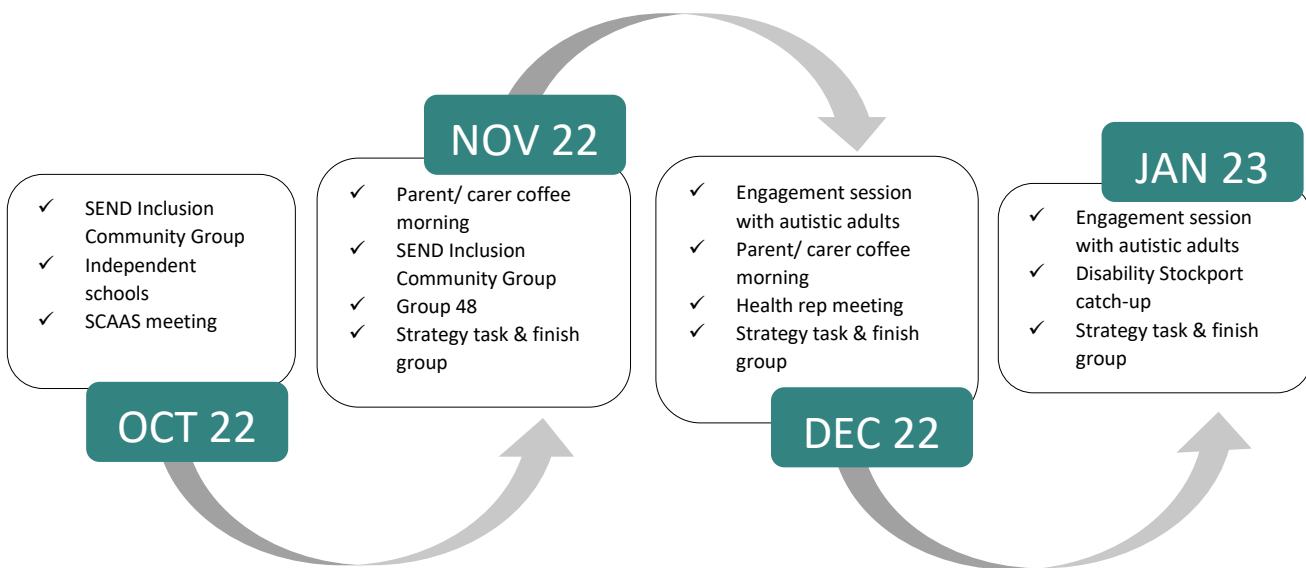 OCT 22
✓ SEND Inclusion
Community Group
✓ Independent
schools
✓ SCAAS meeting
NOV 22
✓ Parent/ carer coffee
morning
✓ SEND Inclusion
Community Group
✓ Group 48
✓ Strategy task & finish
group
DEC 22
✓ Engagement session
with autistic adults
✓ Parent/ carer coffee
morning
✓ Health rep meeting
✓ Strategy task & finish
group
JAN 23
✓ Engagement session
with autistic adults
✓ Disability Stockport
catch-up
✓ Strategy task & finish
group